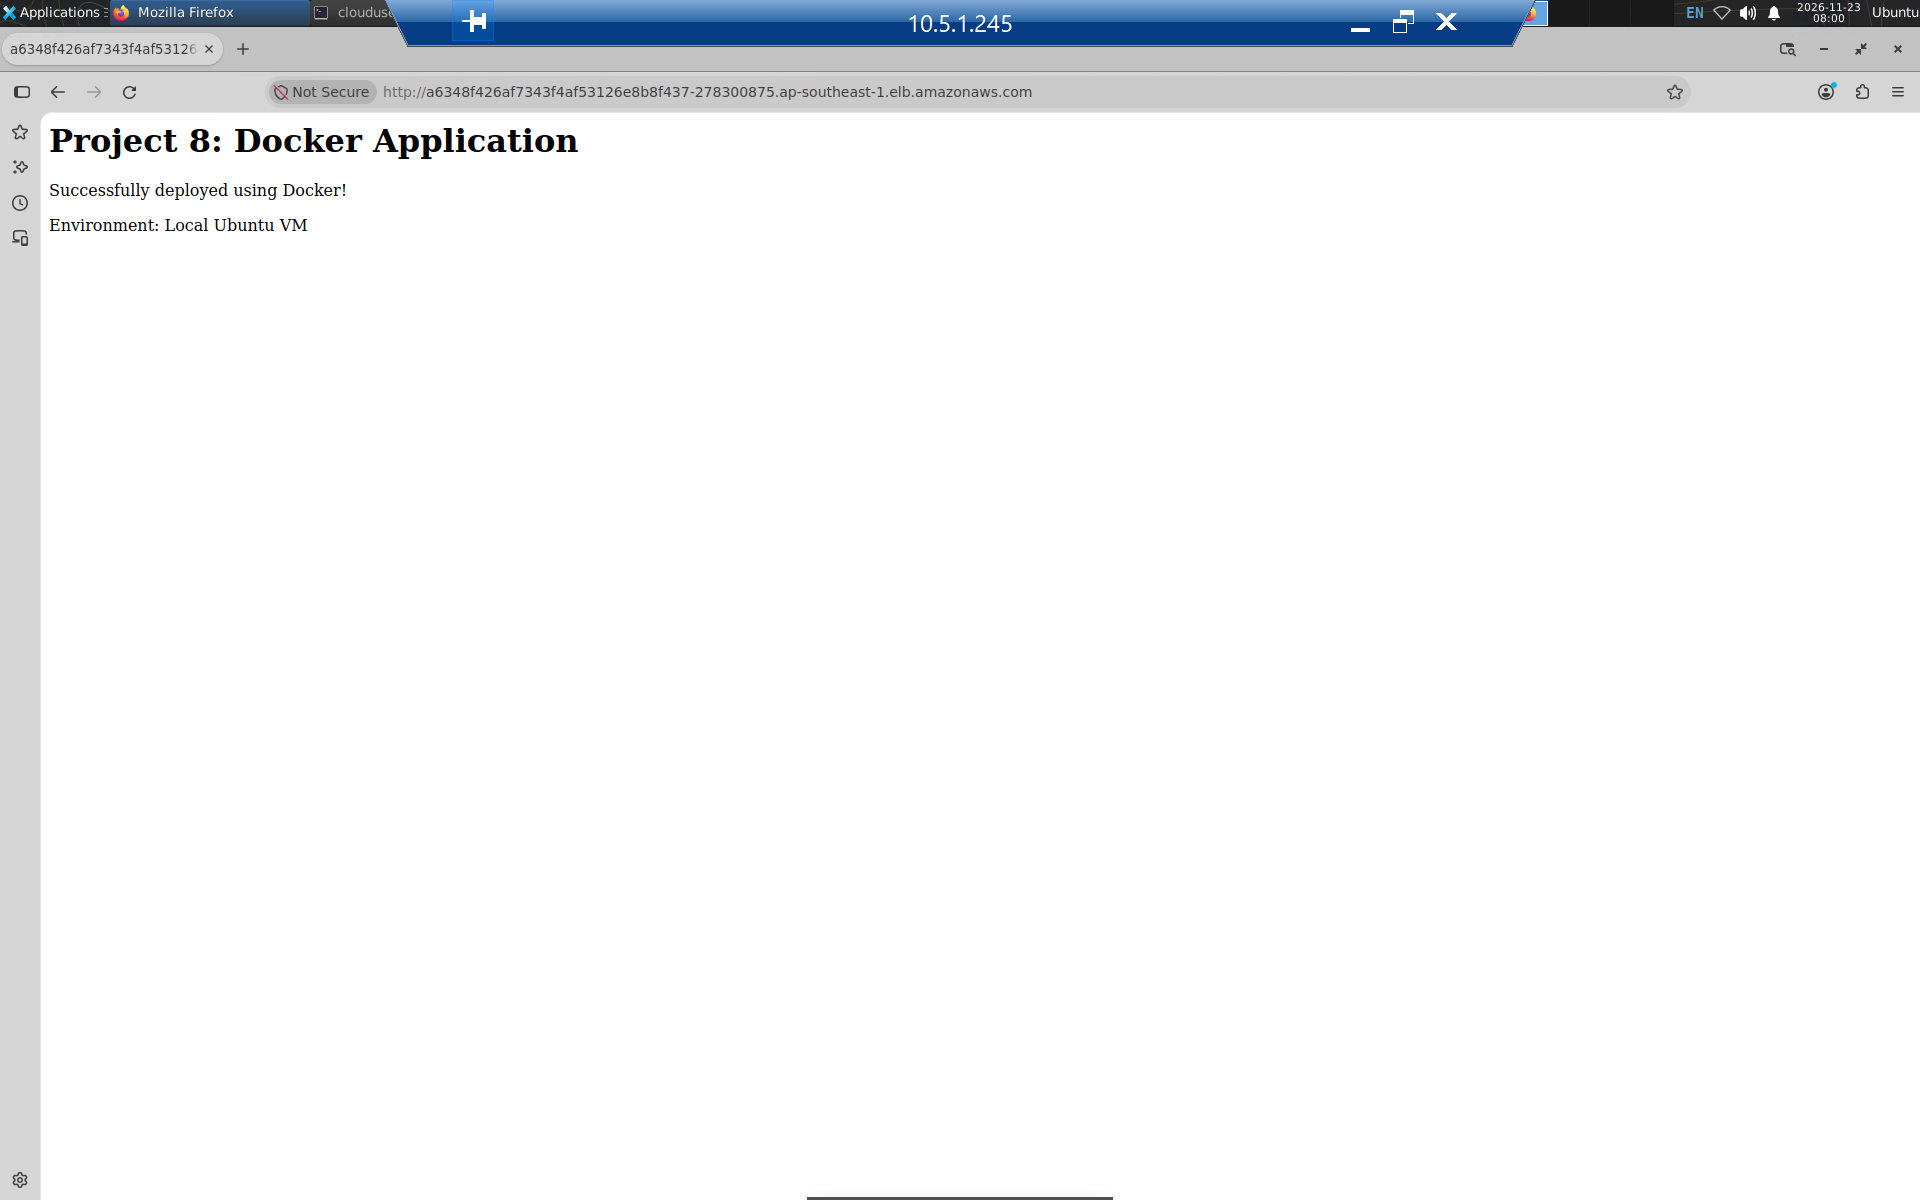 Applications
Mozilla Firefox
clouduse
10.5.1.245
EN
2026-11-23
08:00
Ubuntu
a6348f426af7343f4af53126
Not Secure
http://a6348f426af7343f4af53126e8b8f437-278300875.ap-southeast-1.elb.amazonaws.com
Project 8: Docker Application
Successfully deployed using Docker!
Environment: Local Ubuntu VM